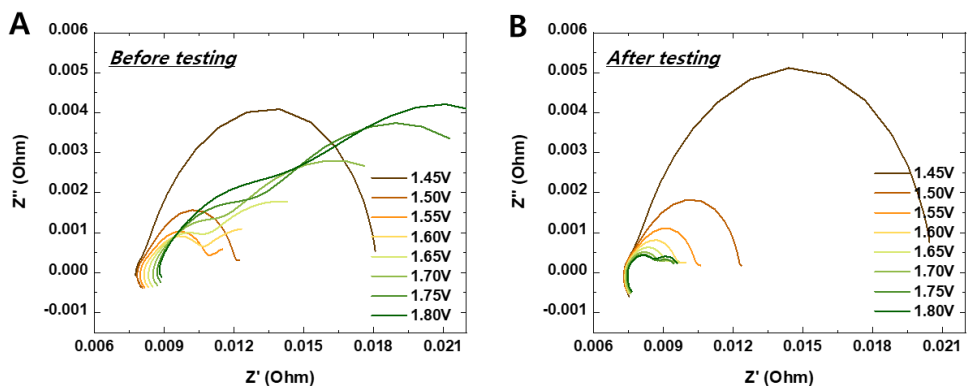 A
Before testing
0.006
0.005
0.004
0.003
0.002
0.001
0.000
-0.001
Z'' (Ohm)
1.45V
1.50V
1.55V
1.60V
1.65V
1.70V
1.75V
1.80V
0.006 0.009 0.012 0.015 0.018 0.021
Z' (Ohm)
B
After testing
0.006
0.005
0.004
0.003
0.002
0.001
0.000
-0.001
Z'' (Ohm)
1.45V
1.50V
1.55V
1.60V
1.65V
1.70V
1.75V
1.80V
0.006 0.009 0.012 0.015 0.018 0.021
Z' (Ohm)